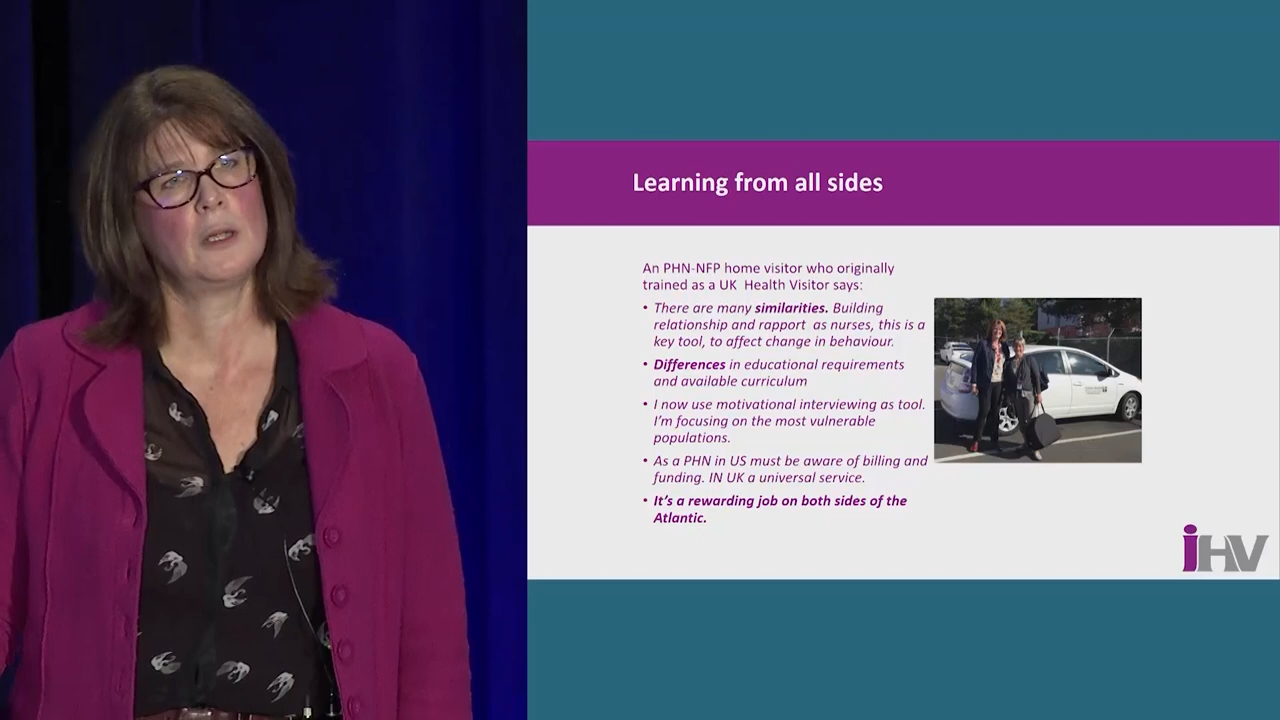 Learning from all sides
An PHN-NFP home visitor who originally
trained as a UK Health Visitor says:
• There are many similarities. Building
relationship and rapport as nurses, this is a
key tool, to affect change in behaviour.
• Differences in educational requirements
and available curriculum
• I now use motivational interviewing as tool.
I'm focusing on the most vulnerable
populations.
• As a PHN in US must be aware of billing and
funding. IN UK a universal service.
• It's a rewarding job on both sides of the
Atlantic.
iHV